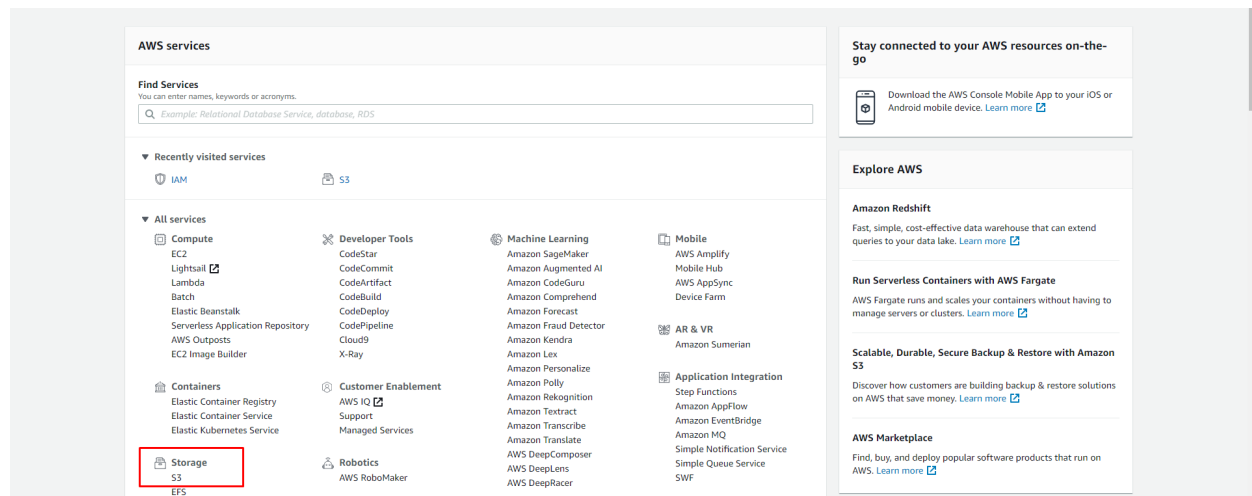 AWS services
Find Services
You can enter names, keywords or acronyms.
Example: Relational Database Service, database, RDS
Recently visited services
IAM
S3
All services
Compute
EC2
Lightsail
Lambda
Batch
Elastic Beanstalk
Serverless Application Repository
AWS Outposts
EC2 Image Builder
Containers
Elastic Container Registry
Elastic Container Service
Elastic Kubernetes Service
Storage
S3
EFS
Developer Tools
CodeStar
CodeCommit
CodeArtifact
CodeBuild
CodeDeploy
CodePipeline
Cloud9
X-Ray
Customer Enablement
AWS IQ
Support
Managed Services
Robotics
AWS RoboMaker
Machine Learning
Amazon SageMaker
Amazon Augmented AI
Amazon CodeGuru
Amazon Comprehend
Amazon Forecast
Amazon Fraud Detector
Amazon Kendra
Amazon Lex
Amazon Personalize
Amazon Polly
Amazon Rekognition
Amazon Textract
Amazon Transcribe
Amazon Translate
AWS DeepComposer
AWS DeepLens
AWS DeepRacer
Mobile
AWS Amplify
Mobile Hub
AWS AppSync
Device Farm
AR & VR
Amazon Sumerian
Application Integration
Step Functions
Amazon AppFlow
Amazon EventBridge
Amazon MQ
Simple Notification Service
Simple Queue Service
SWF
Stay connected to your AWS resources on-the-
go
Download the AWS Console Mobile App to your iOS or
Android mobile device. Learn more
Explore AWS
Amazon Redshift
Fast, simple, cost-effective data warehouse that can extend
queries to your data lake. Learn more
Run Serverless Containers with AWS Fargate
AWS Fargate runs and scales your containers without having to
manage servers or clusters. Learn more
Scalable, Durable, Secure Backup & Restore with Amazon
S3
Discover how customers are building backup & restore solutions
on AWS that save money. Learn more
AWS Marketplace
Find, buy, and deploy popular software products that run on
AWS. Learn more